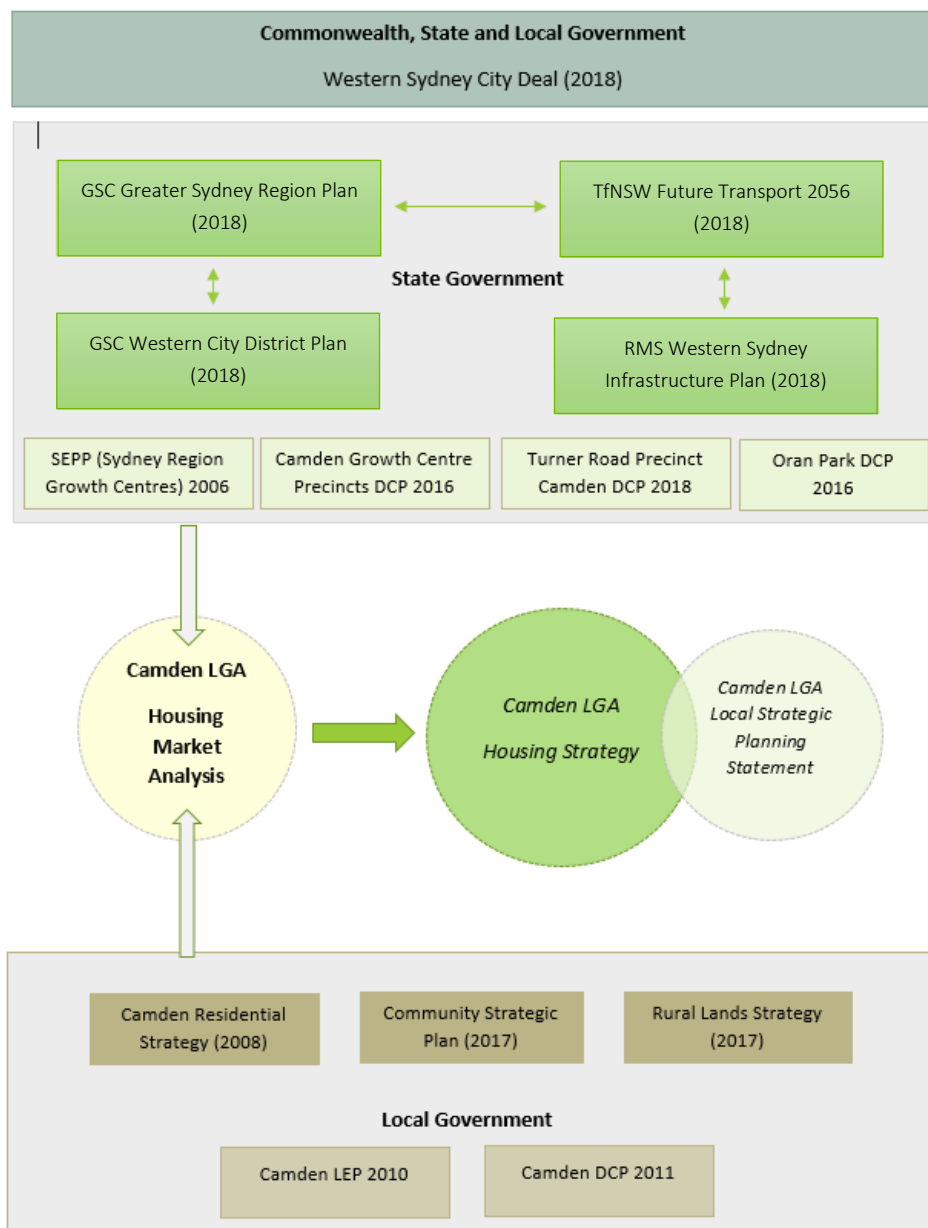 Commonwealth, State and Local Government
Western Sydney City Deal (2018)
GSC Greater Sydney Region Plan
(2018)
TfNSW Future Transport 2056
(2018)
State Government
GSC Western City District Plan
(2018)
RMS Western Sydney
Infrastructure Plan (2018)
SEPP (Sydney Region
Growth Centres) 2006
Camden Growth Centre
Precincts DCP 2016
Turner Road Precinct
Camden DCP 2018
Oran Park DCP
2016
Camden LGA
Housing
Market
Analysis
Camden LGA
Housing Strategy
Camden LGA
Local Strategic
Planning
Statement
Camden Residential
Strategy (2008)
Community Strategic
Plan (2017)
Rural Lands Strategy
(2017)
Local Government
Camden LEP 2010
Camden DCP 2011